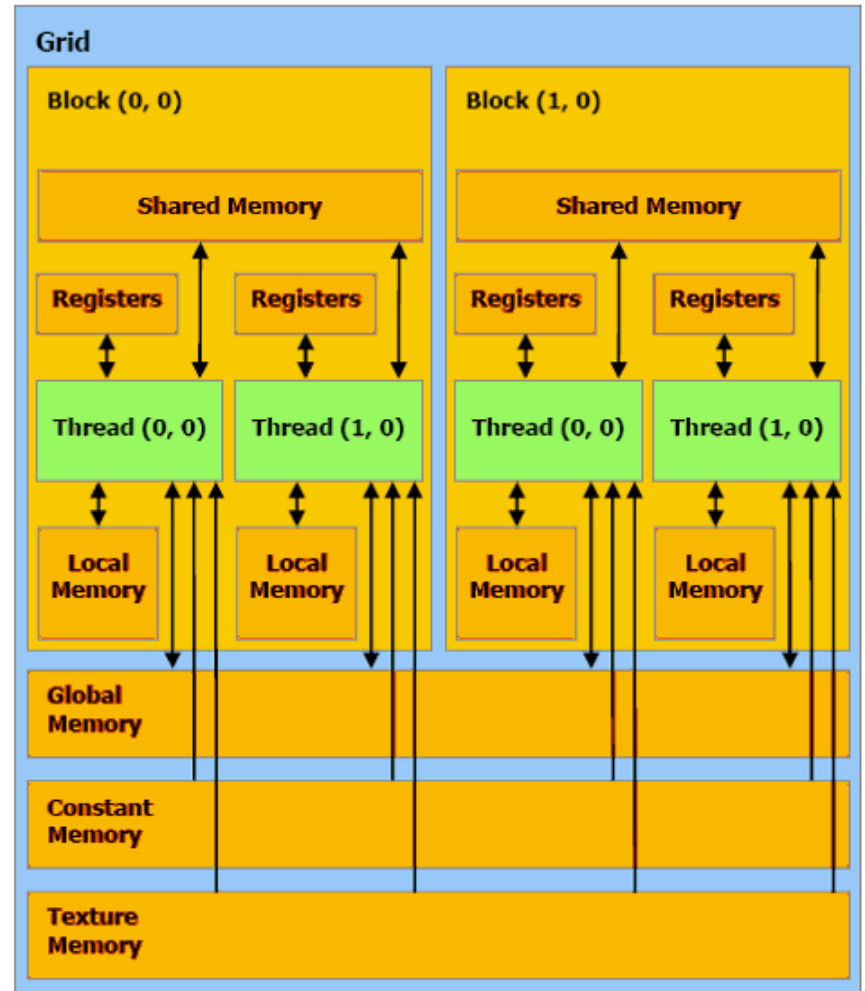 Grid
Block (0, 0)
Block (1, 0)
Shared Memory
Shared Memory
Registers
Registers
Registers
Registers
Thread (0, 0)
Thread (1, 0)
Thread (0, 0)
Thread (1, 0)
Local
Memory
Local
Memory
Local
Memory
Local
Memory
Global
Memory
Constant
Memory
Texture
Memory